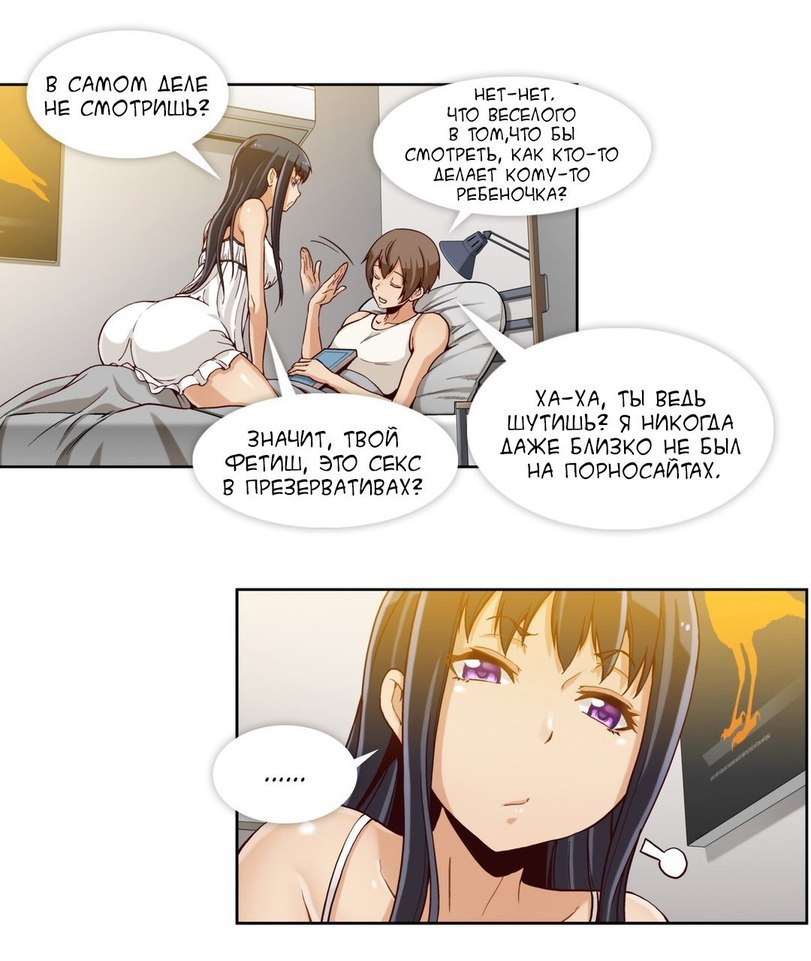 В САМОМ ДЕЛЕ
НЕ СМОТРИШЬ?
НЕТ-НЕТ.
ЧТО ВЕСЕЛОГО
В ТОМ,ЧТО БЫ
СМОТРЕТЬ, КАК КТО-ТО
ДЕЛАЕТ КОМУ-ТО
РЕБЕНОЧКА?
ЗНАЧИТ, ТВОЙ
ФЕТИШ, ЭТО СЕКС
В ПРЕЗЕРВАТИВАХ?
ХА-ХА, ТЫ ВЕДЬ
ШУТИШЬ? Я НИКОГДА
ДАЖЕ БЛИЗКО НЕ БЫЛ
НА ПОРНОСАЙТАХ.
......